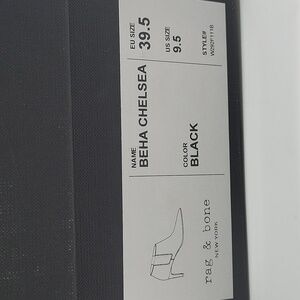 EU SIZE
39.5
US SIZE
9.5
STYLE#
NAME
BEHA CHELSEA
COLOR
BLACK
rag & bone
NEW YORK